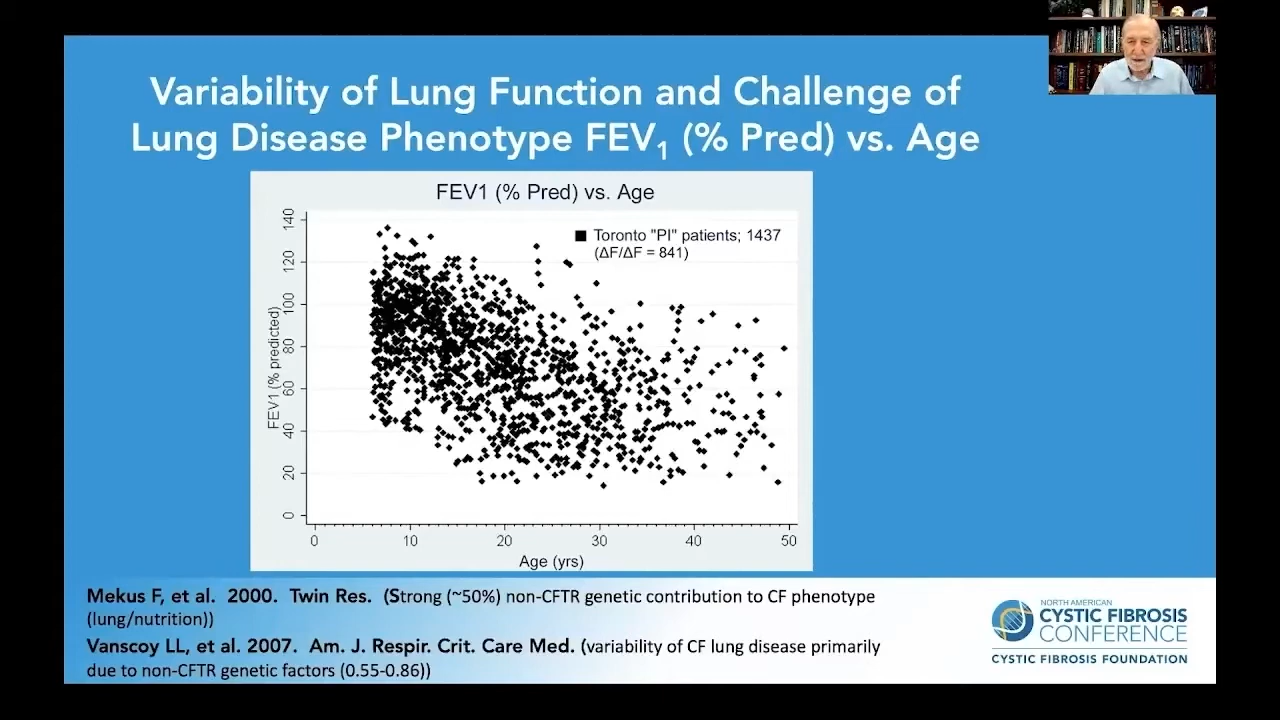 Variability of Lung Function and Challenge of
Lung Disease Phenotype FEV₁ (% Pred) vs. Age
FEV1 (% Pred) vs. Age
Toronto "PI" patients; 1437
(ΔF/ΔF = 841)
FEV1 (% predicted)
140
120
100
80
60
40
20
0
0 10 20 30 40 50
Age (yrs)
Mekus F, et al. 2000. Twin Res. (Strong (~50%) non-CFTR genetic contribution to CF phenotype
(lung/nutrition))
Vanscoy LL, et al. 2007. Am. J. Respir. Crit. Care Med. (variability of CF lung disease primarily
due to non-CFTR genetic factors (0.55-0.86))
NORTH AMERICAN
CYSTIC FIBROSIS
CONFERENCE
CYSTIC FIBROSIS FOUNDATION